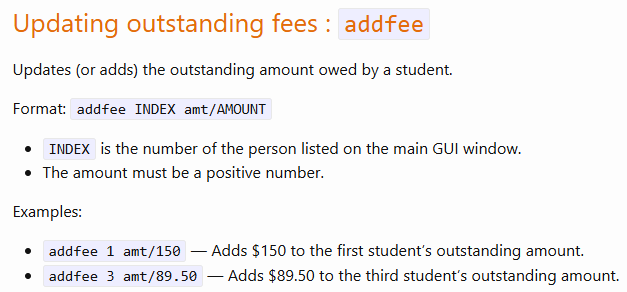 Updating outstanding fees : addfee
Updates (or adds) the outstanding amount owed by a student.
Format: addfee INDEX amt/AMOUNT
• INDEX is the number of the person listed on the main GUI window.
• The amount must be a positive number.
Examples:
• addfee 1 amt/150 — Adds $150 to the first student's outstanding amount.
• addfee 3 amt/89.50 — Adds $89.50 to the third student's outstanding amount.